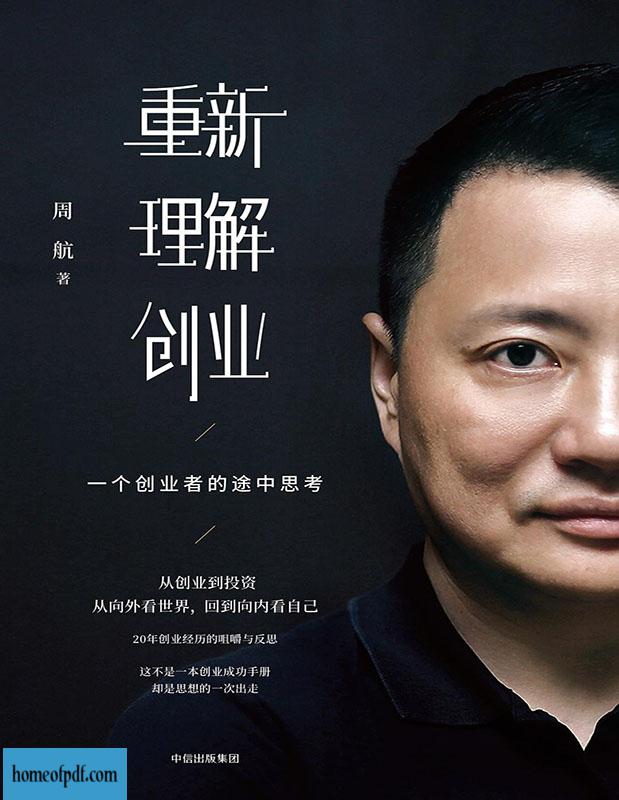 重新
理解
创业
周航
著
一个创业者的途中思考
从创业到投资
从向外看世界，回到向内看自己
20年创业经历的咀嚼与反思
这不是一本创业成功手册
却是思想的一次出走
中信出版集团
homeofpdf.com